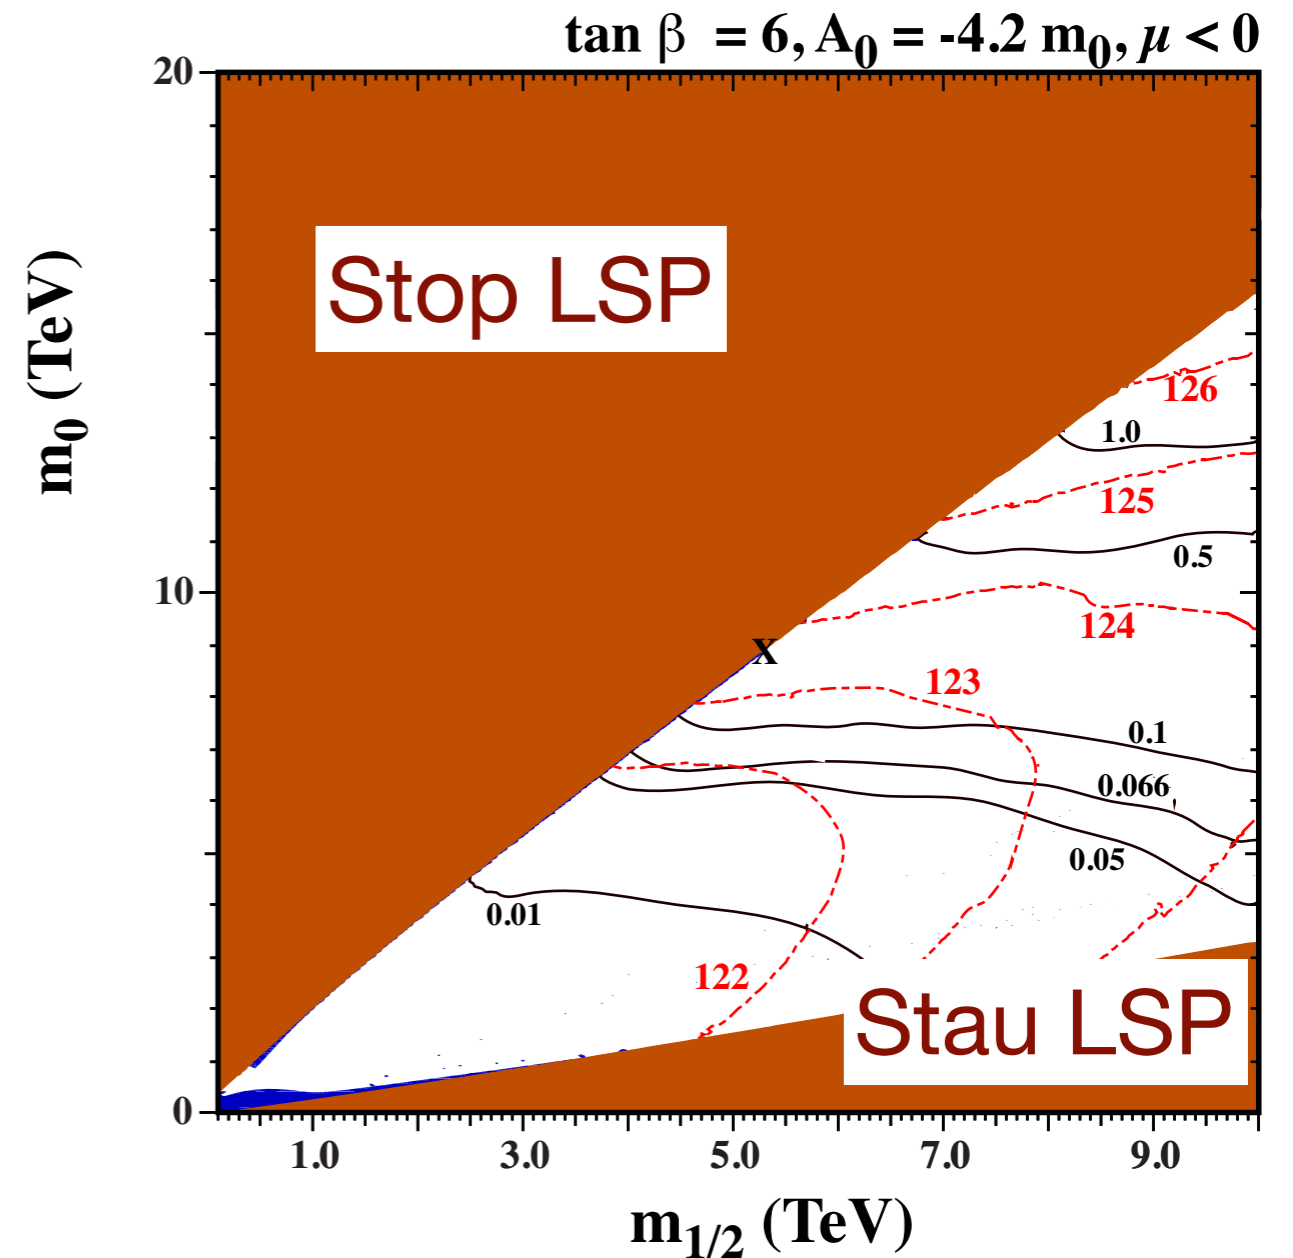 tan β = 6, A0 = -4.2 m0, μ < 0
20
Stop LSP
m0 (TeV)
126
1.0
125
0.5
10
124
X
123
0.1
0.066
0.05
0.01
122
Stau LSP
0
1.0 3.0 5.0 7.0 9.0
m1/2 (TeV)